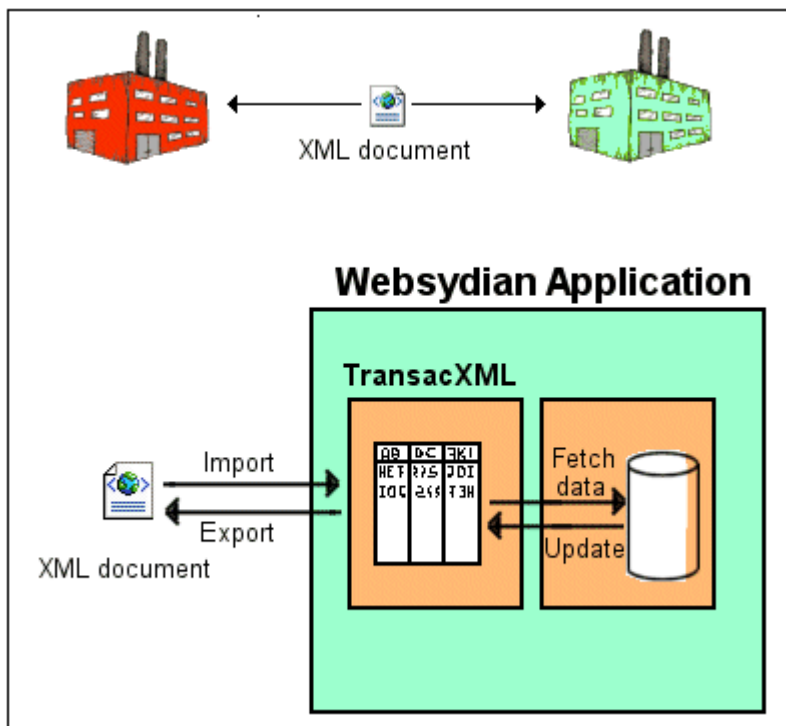 XML document
Websydian Application
TransacXML
Import
Export
XML document
Fetch
data
Update